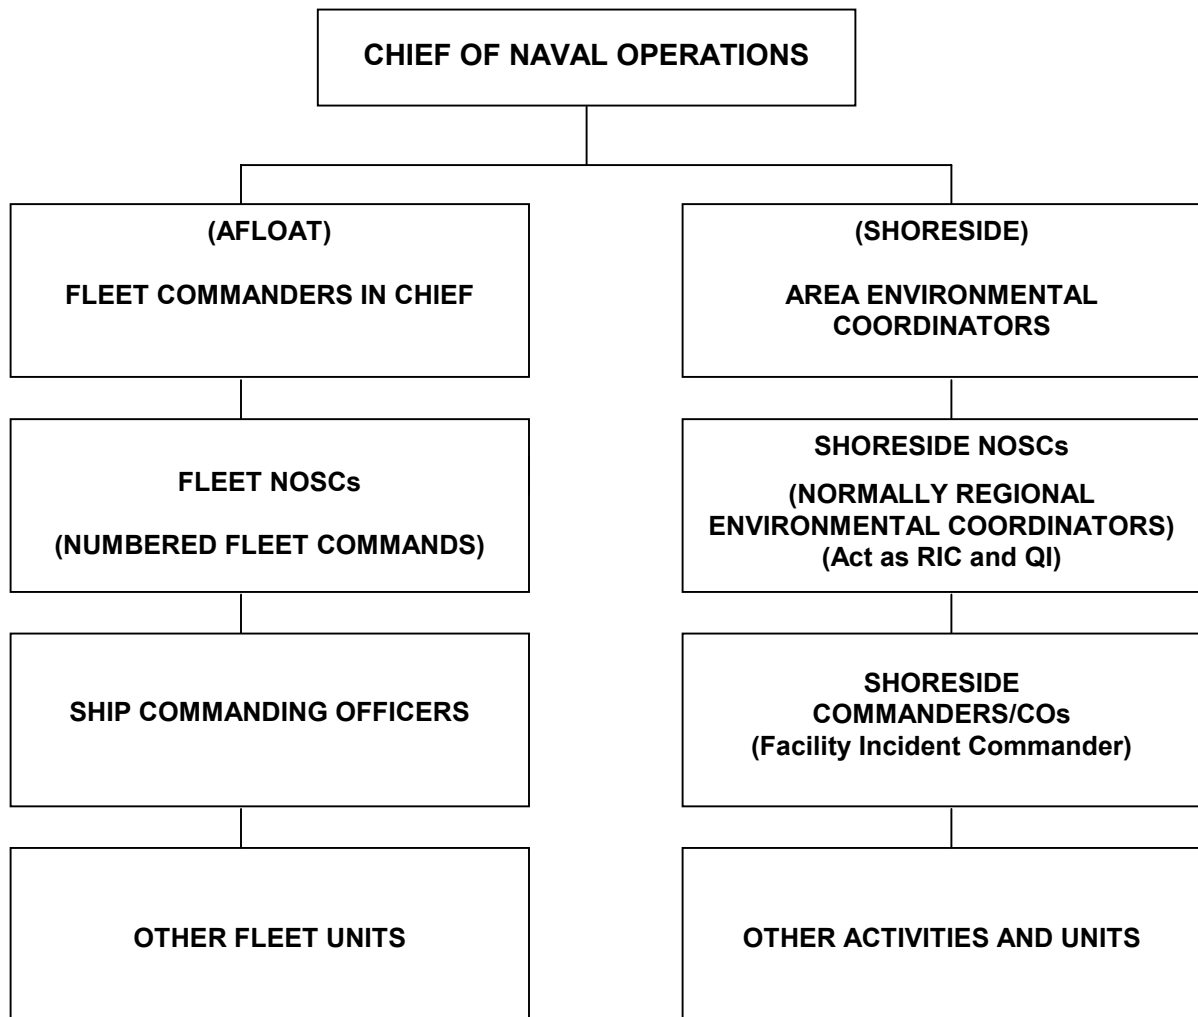 CHIEF OF NAVAL OPERATIONS
(AFLOAT)
FLEET COMMANDERS IN CHIEF
(SHORESIDE)
AREA ENVIRONMENTAL
COORDINATORS
FLEET NOSCs
(NUMBERED FLEET COMMANDS)
SHORESIDE NOSCs
(NORMALLY REGIONAL
ENVIRONMENTAL COORDINATORS)
(Act as RIC and QI)
SHIP COMMANDING OFFICERS
SHORESIDE
COMMANDERS/COs
(Facility Incident Commander)
OTHER FLEET UNITS
OTHER ACTIVITIES AND UNITS